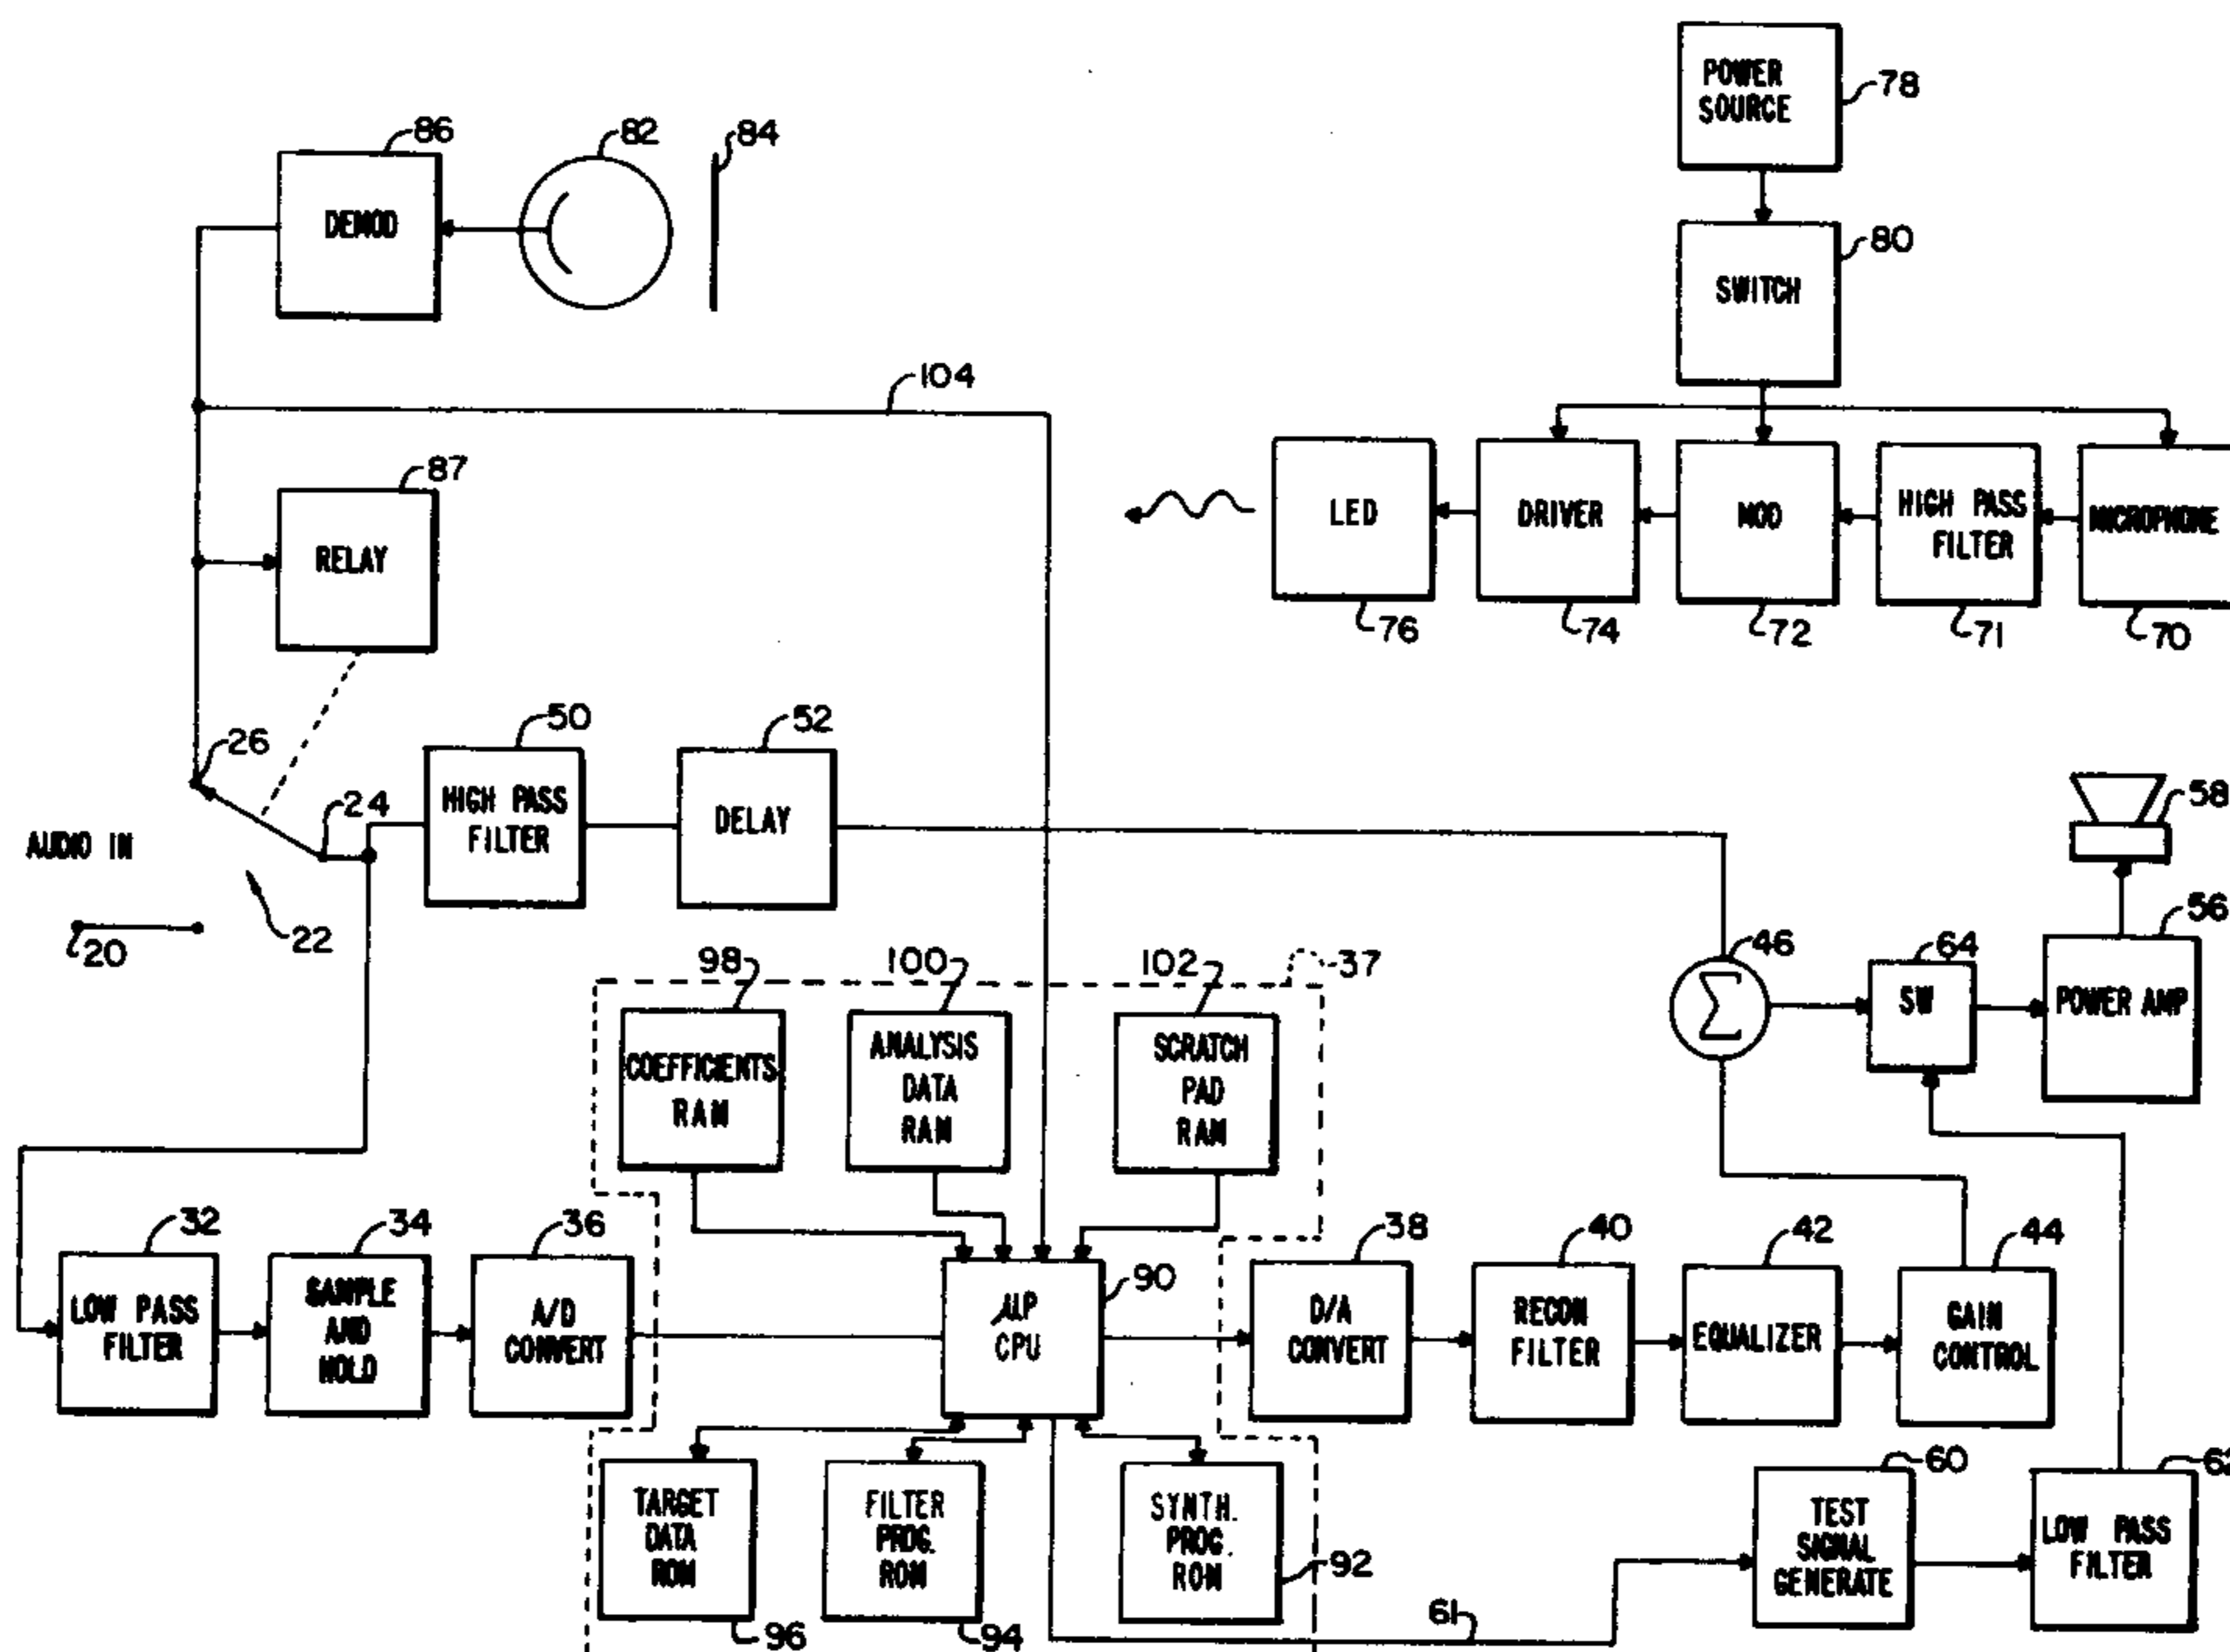 POWER
SOURCE
78
86
82
84
DEMOD
80
SWITCH
104
87
RELAY
LED
DRIVER
MOD
HIGH PASS
FILTER
MICROPHONE
76
74
72
71
70
26
50
52
24
HIGH PASS
FILTER
DELAY
58
AUDIO IN
20
22
98
100
102
37
46
64
56
Σ
SW
POWER AMP
COEFFICIENTS
RAM
ANALYSIS
DATA
RAM
SCRATCH
PAD
RAM
32
34
36
90
38
40
42
44
LOW PASS
FILTER
SAMPLE
AND
HOLD
A/D
CONVERT
μP
CPU
D/A
CONVERT
RECON
FILTER
EQUALIZER
GAIN
CONTROL
TARGET
DATA
ROM
FILTER
PROG.
ROM
SYNTH.
PROG.
ROM
60
62
TEST
SIGNAL
GENERATE
LOW PASS
FILTER
96
94
92
61